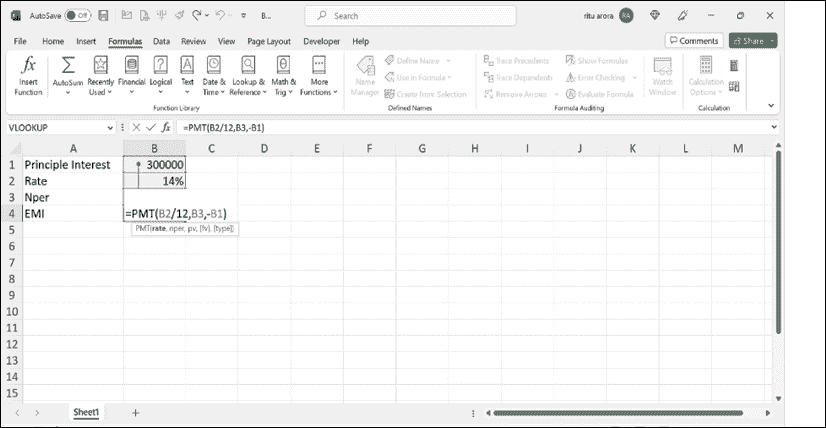 AutoSave Off B... Search ritu arora RA
File Home Insert Formulas Data Review View Page Layout Developer Help Comments Share
Insert Function
AutoSum
Recently Used
Financial
Logical
Text
Date & Time
Lookup & Reference
Math & Trig
More Functions
Function Library
Name Manager
Define Name
Use in Formula
Create from Selection
Defined Names
Trace Precedents
Trace Dependents
Remove Arrows
Show Formulas
Error Checking
Evaluate Formula
Formula Auditing
Watch Window
Calculation Options
Calculation
VLOOKUP fx =PMT(B2/12,B3,-B1)
A B C D E F G H I J K L M
1 Principle Interest 300000
2 Rate 14%
3 Nper
4 EMI =PMT(B2/12,B3,-B1)
5 PMT(rate, nper, pv, [fv], [type])
6
7
8
9
10
11
12
13
14
15
Sheet1